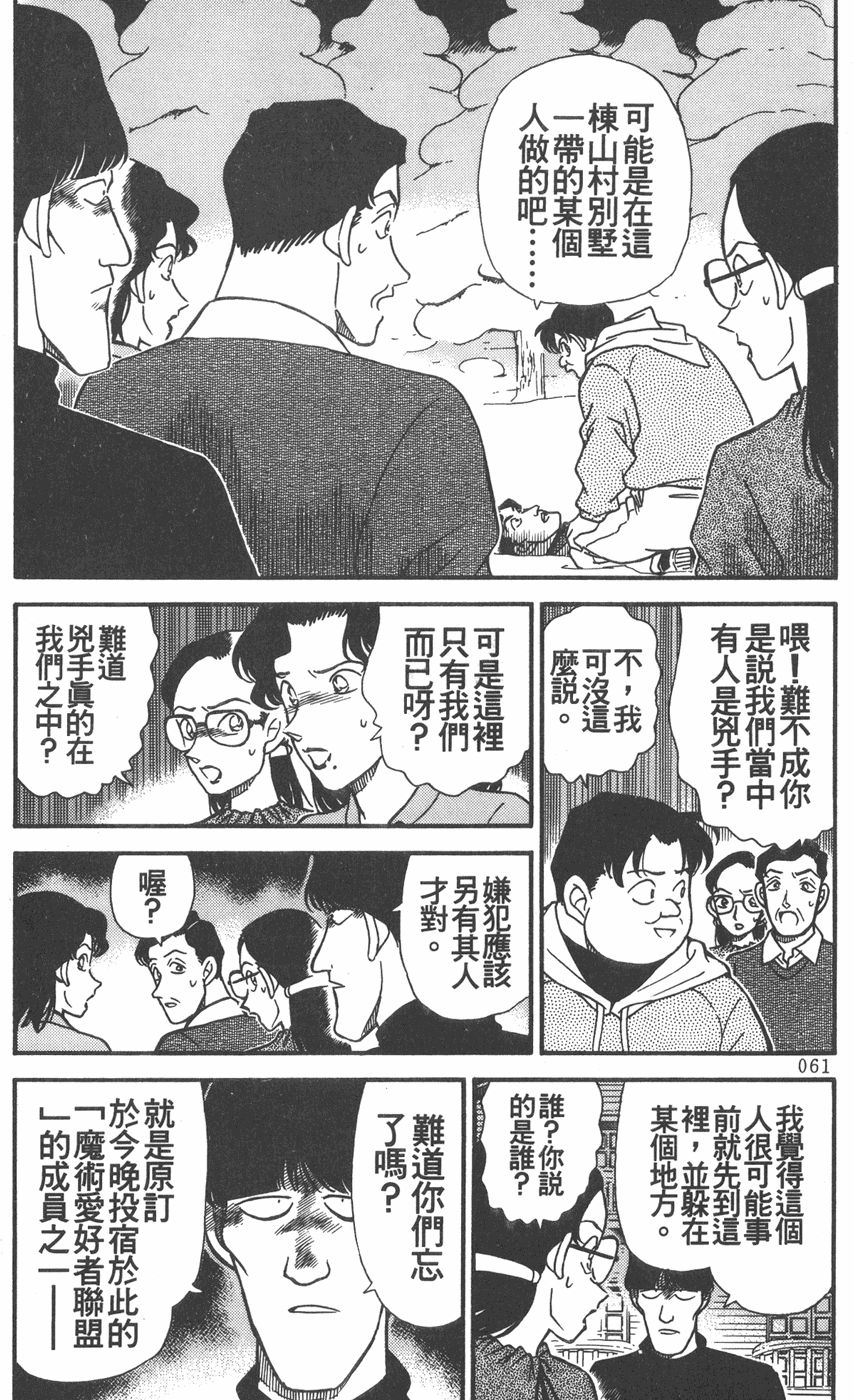 可能是在這
棟山村別墅
一帶的某個
人做的吧……
喂！難不成你
是說我們當中
有人是兇手？
不，我
可沒這
麼說。
可是這裡
只有我們
而已呀？
難道
兇手真的在
我們之中？
嫌犯應該
另有其人
才對。
喔？
061
我覺得這個
人很可能事
前就先到這
裡，並躲在
某個地方。
誰？你說
的是誰？
難道你們忘
了嗎？
就是原訂
於今晚投宿於此的
「魔術愛好者聯盟
」的成員之一——